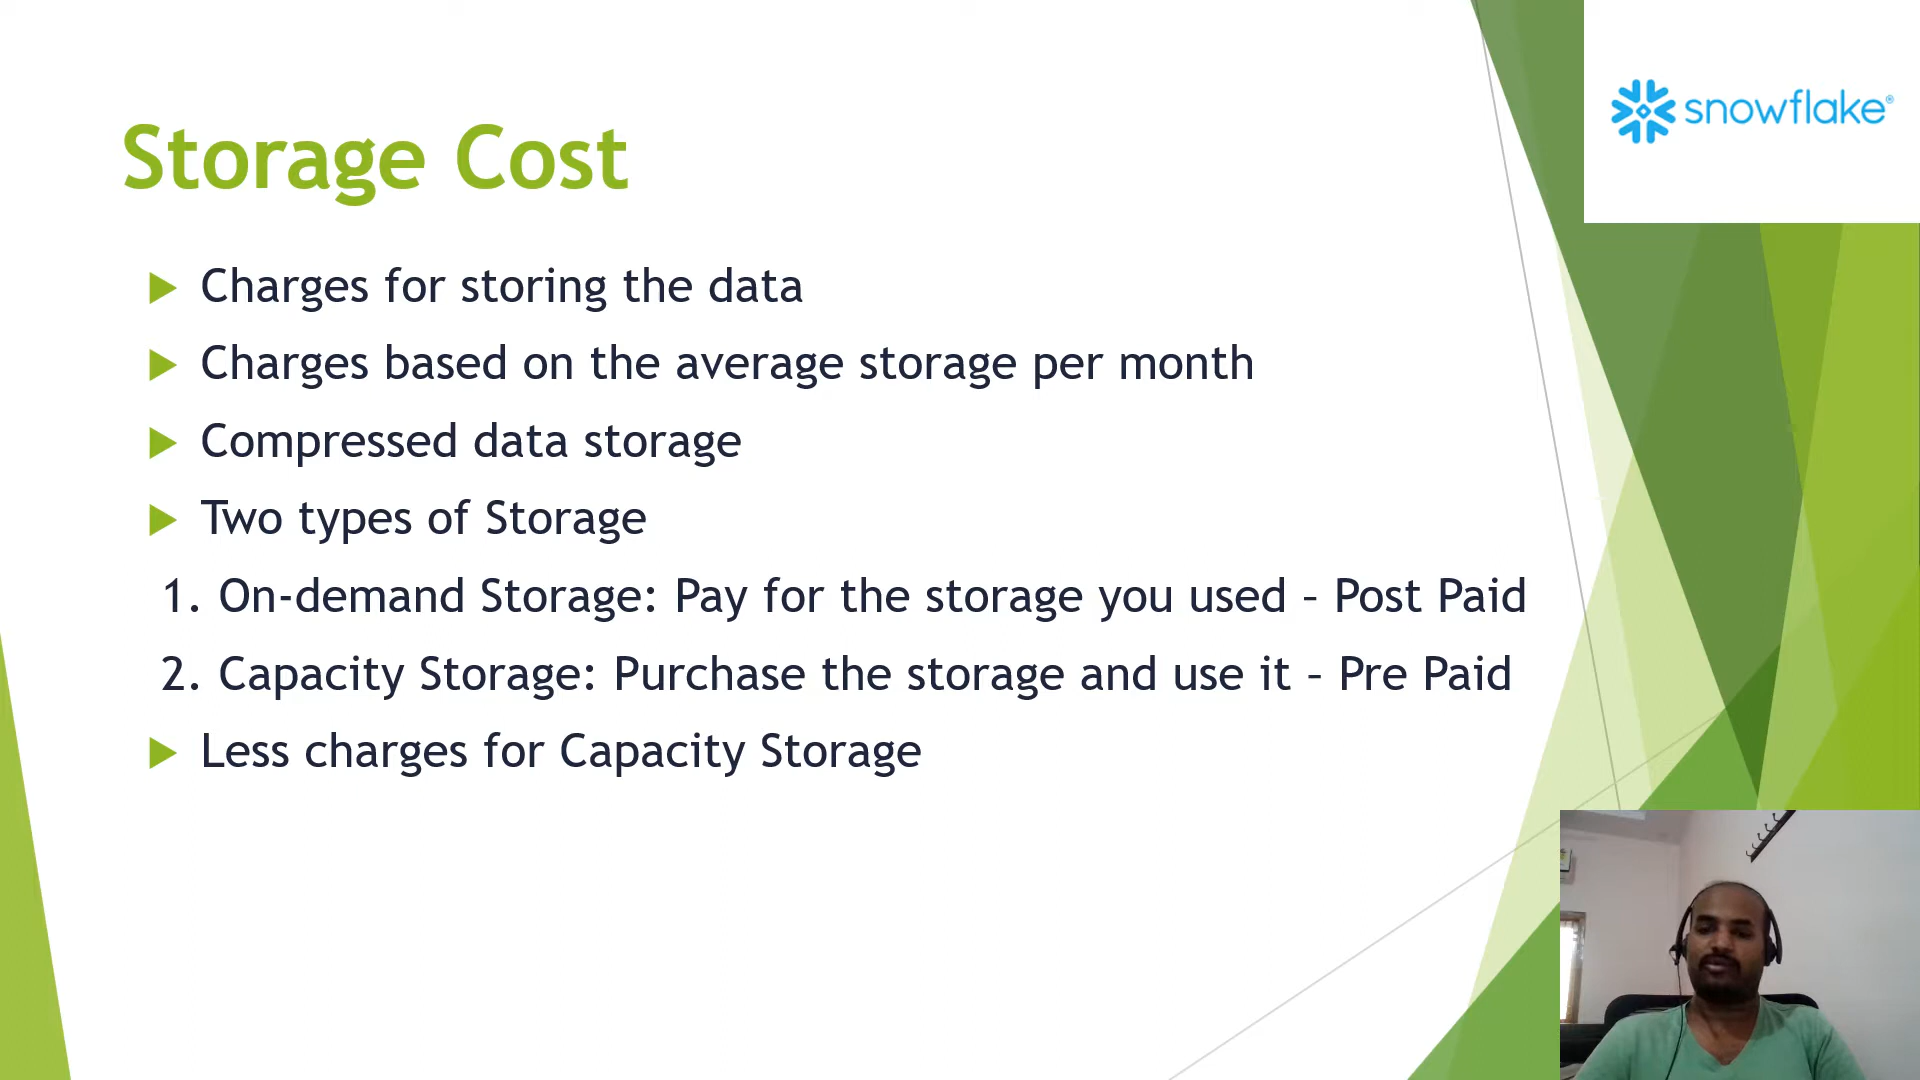 snowflake®
Storage Cost
Charges for storing the data
Charges based on the average storage per month
Compressed data storage
Two types of Storage
1. On-demand Storage: Pay for the storage you used – Post Paid
2. Capacity Storage: Purchase the storage and use it – Pre Paid
Less charges for Capacity Storage